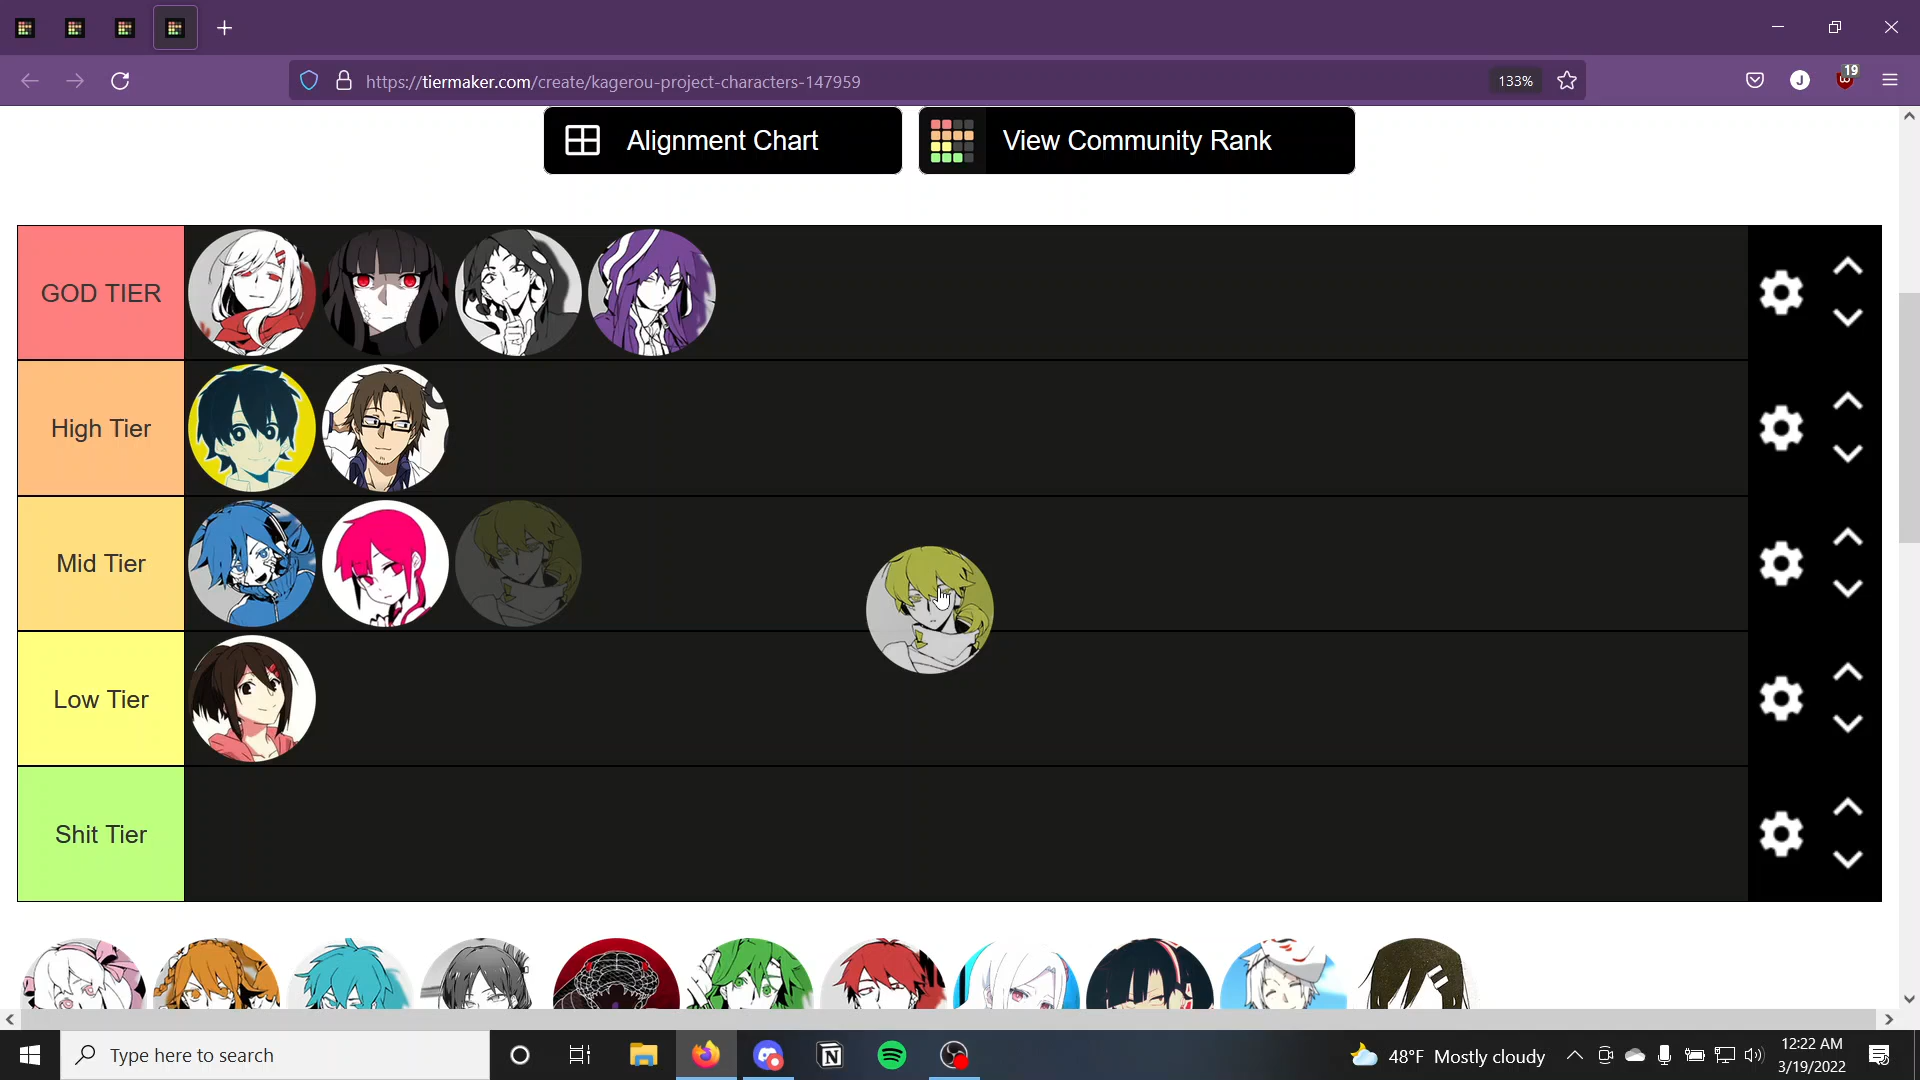 https://tiermaker.com/create/kagerou-project-characters-147959
133%
J
19
Alignment Chart
View Community Rank
GOD TIER
High Tier
Mid Tier
Low Tier
Shit Tier
Type here to search
48°F Mostly cloudy
12:22 AM
3/19/2022